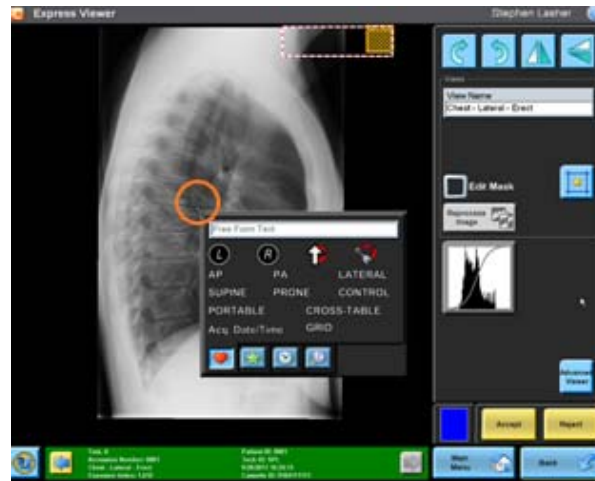 Express Viewer
Stephen Lasher
View Name
Chest - Lateral - Erect
Edit Mask
Reprocess Image
Free Form Text
L R
AP PA LATERAL
SUPINE PRONE CONTROL
PORTABLE CROSS-TABLE
Acq Date/Time GRID
Advanced Viewer
Accept Reject
Main Menu
Back